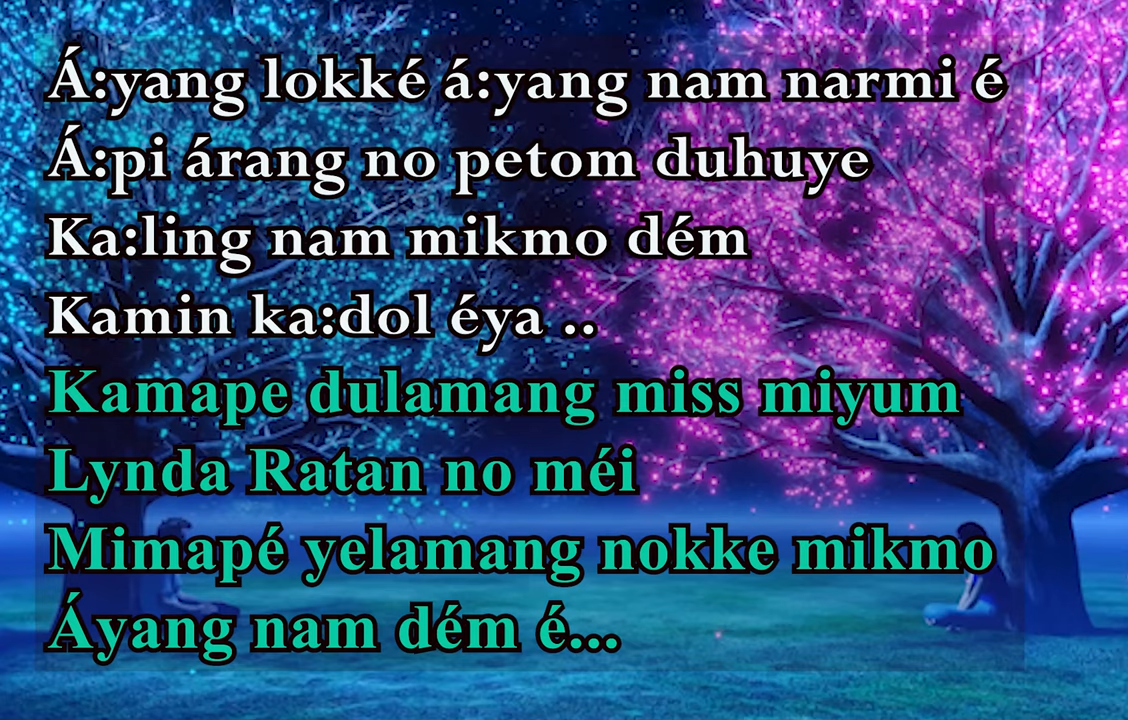 Á:yang lokké á:yang nam narmi é
Á:pi árang no petom duhuye
Ka:ling nam mikmo dém
Kamin ka:dol éya ..
Kamape dulamang miss miyum
Lynda Ratan no méi
Mimapé yelamang nokke mikmo
Áyang nam dém é...